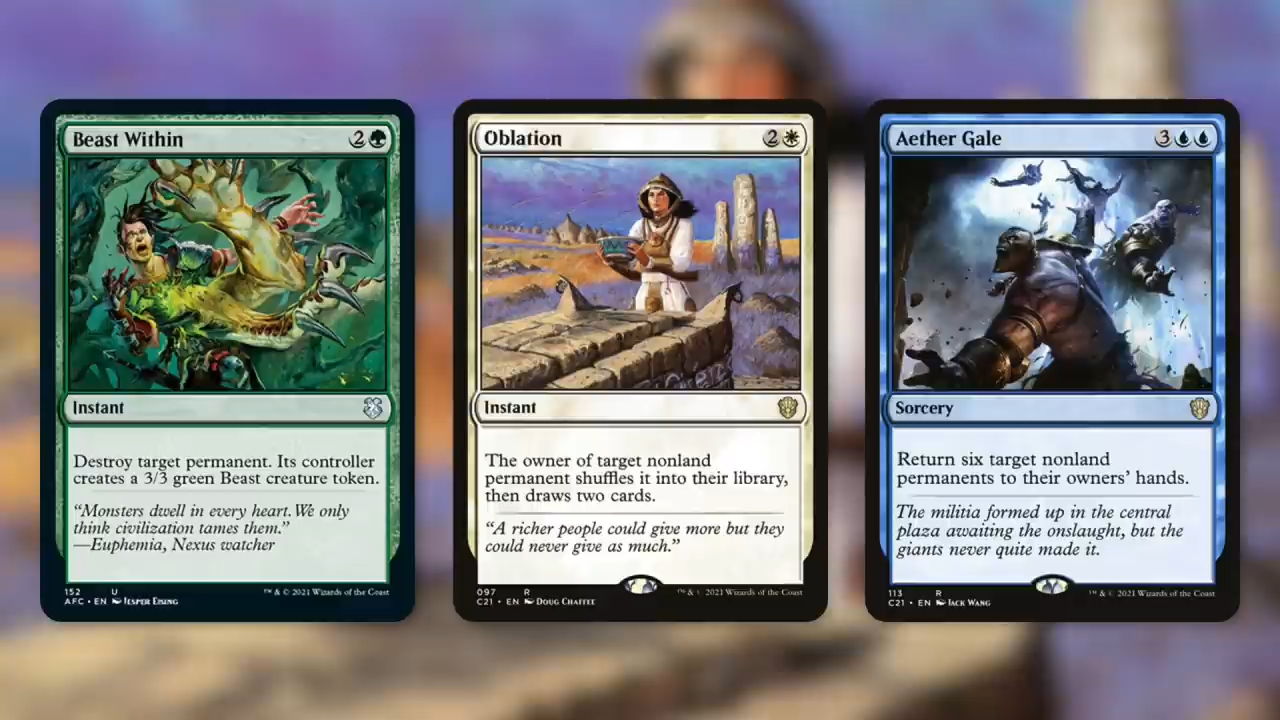 Beast Within 2
Instant
Destroy target permanent. Its controller
creates a 3/3 green Beast creature token.
“Monsters dwell in every heart. We only
think civilization tames them.”
—Euphemia, Nexus watcher
152 U
AFC • EN Jesper Ejsing
™ & © 2021 Wizards of the Coast
Oblation 2
Instant
The owner of target nonland
permanent shuffles it into their library,
then draws two cards.
“A richer people could give more but they
could never give as much.”
097 R
C21 • EN Doug Chaffee
™ & © 2021 Wizards of the Coast
Aether Gale 3
Sorcery
Return six target nonland
permanents to their owners’ hands.
The militia formed up in the central
plaza awaiting the onslaught, but the
giants never quite made it.
113 R
C21 • EN Jack Wang
™ & © 2021 Wizards of the Coast